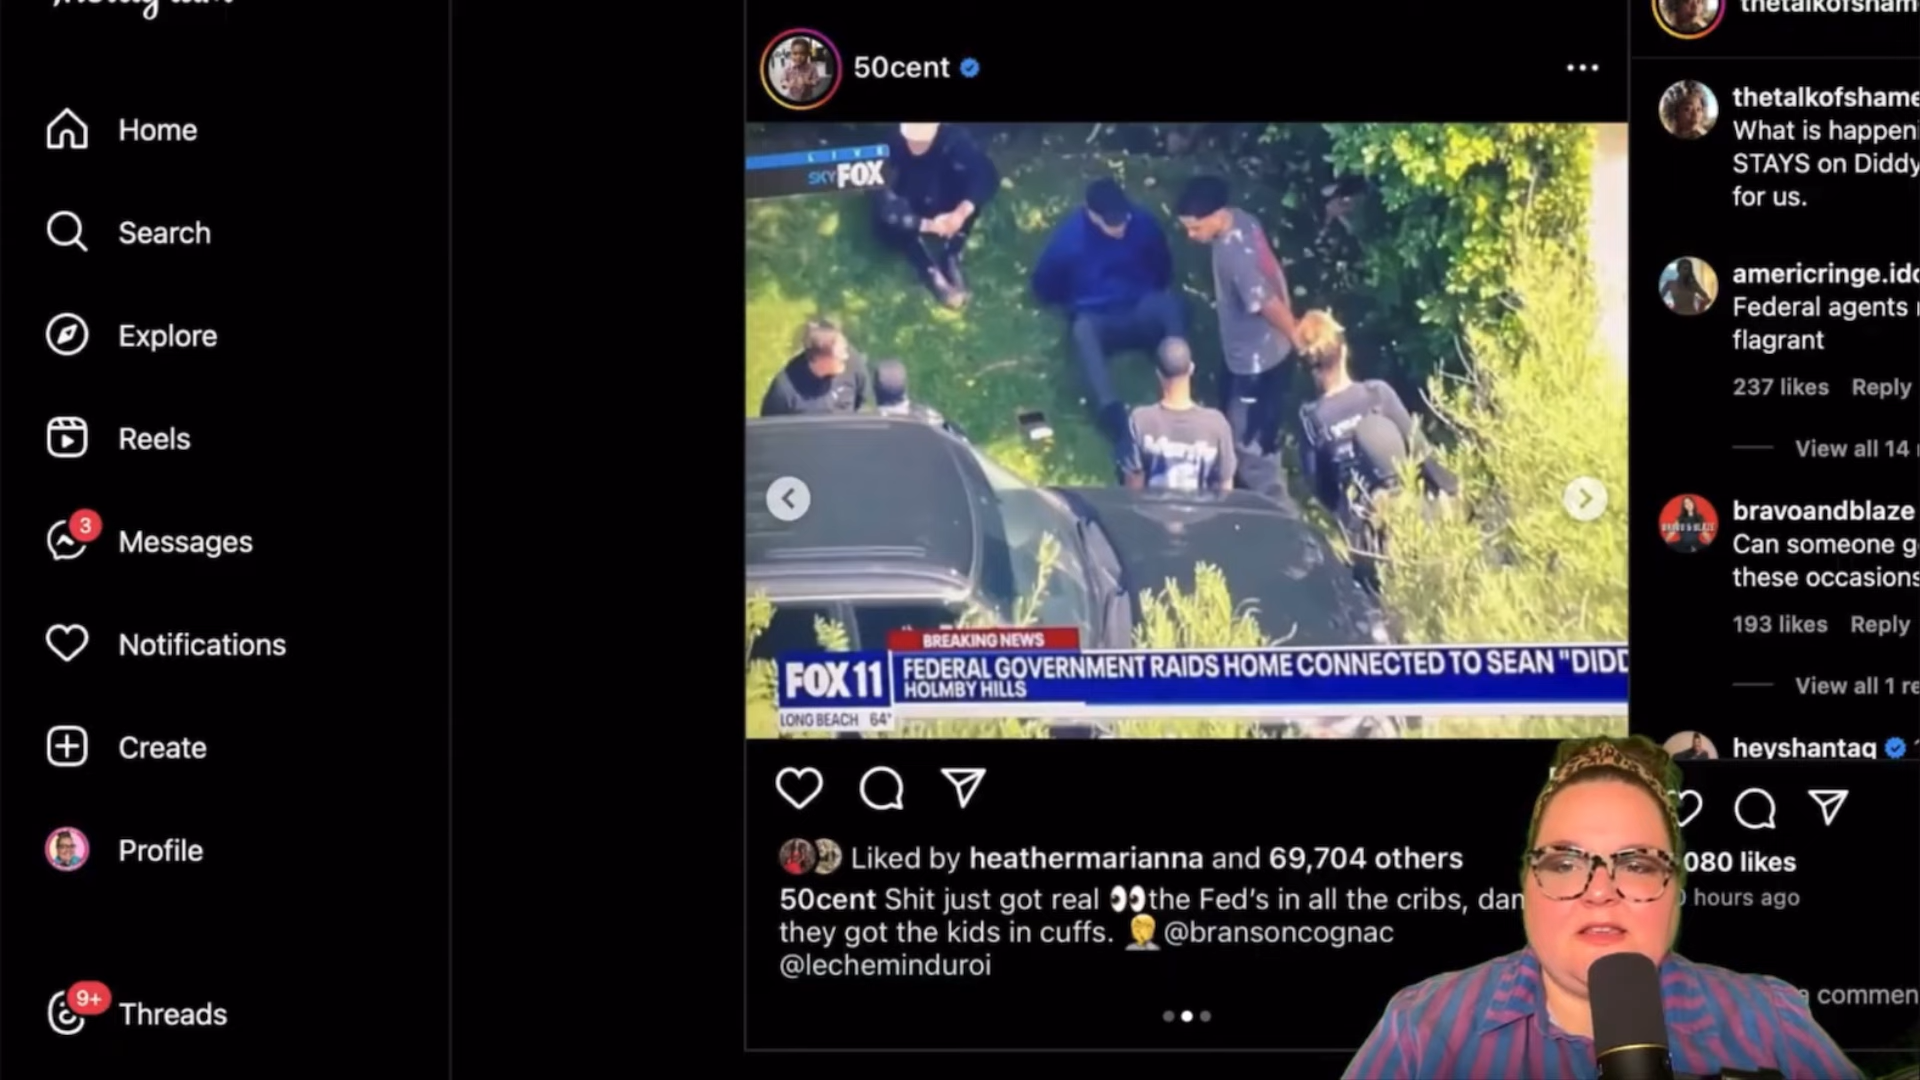 Home
Search
Explore
Reels
3
Messages
Notifications
Create
Profile
9+
Threads
50cent
LIVE
SKYFOX
BREAKING NEWS
FOX 11
FEDERAL GOVERNMENT RAIDS HOME CONNECTED TO SEAN "DIDD
HOLMBY HILLS
LONG BEACH 64°
Liked by heathermarianna and 69,704 others
50cent Shit just got real 👀the Fed's in all the cribs, dan
they got the kids in cuffs. 🤦@bransoncognac
@lecheminduroi
thetalkofsham
thetalkofshame
What is happeni
STAYS on Diddy
for us.
americringe.ido
Federal agents
flagrant
237 likes Reply
View all 14
bravoandblaze
Can someone g
these occasions
193 likes Reply
View all 1 re
heyshantaq
080 likes
hours ago
commen